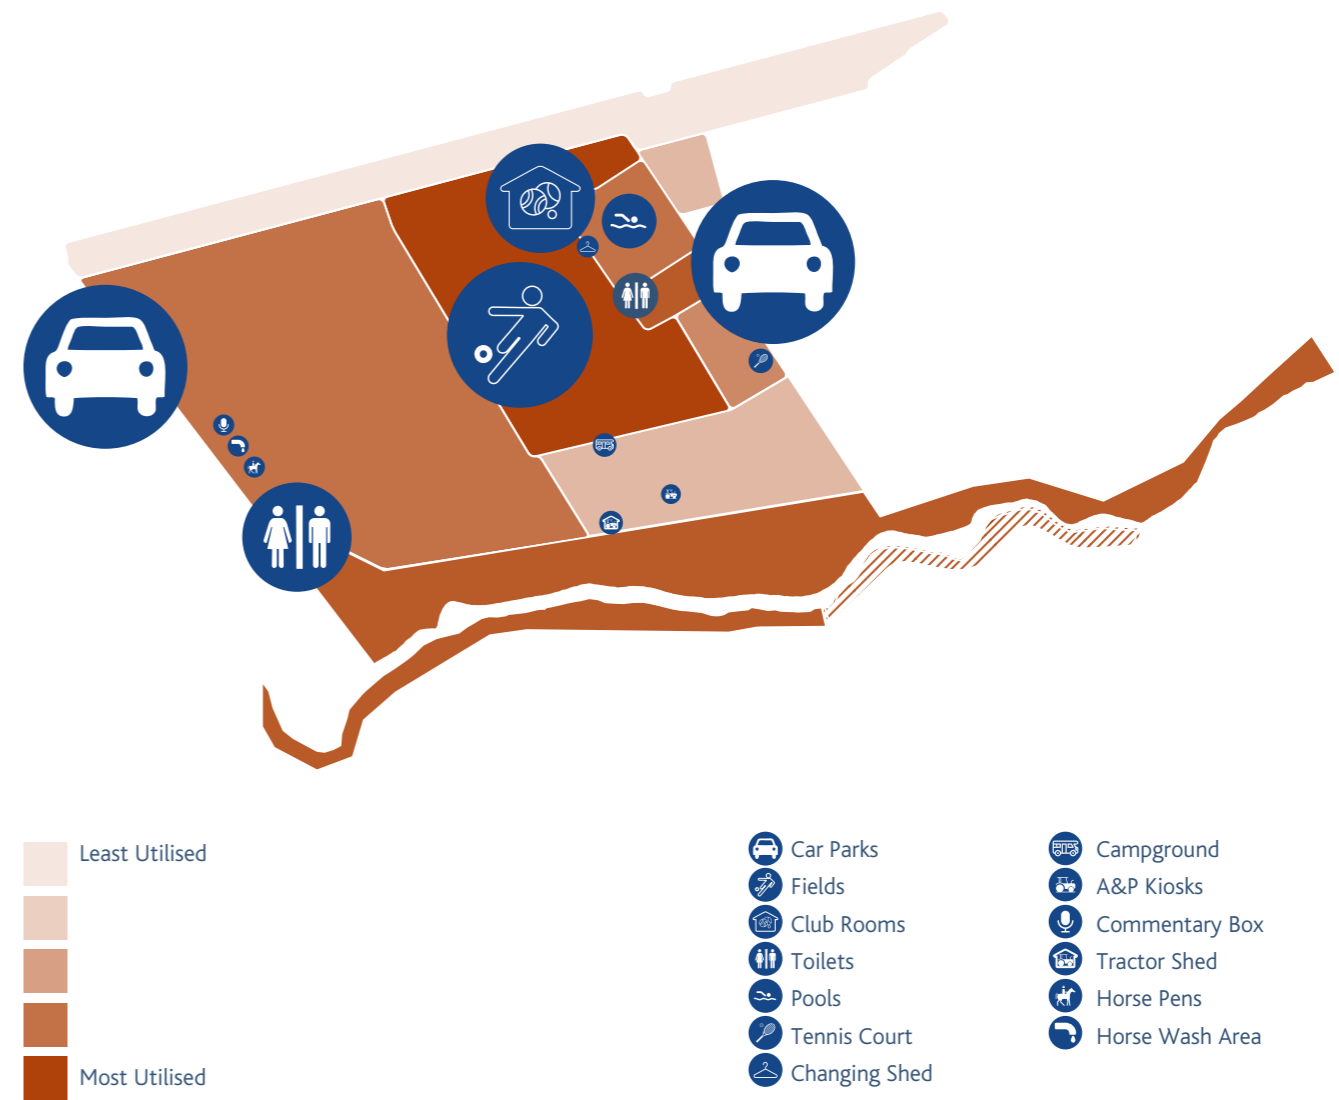 Least Utilised
Most Utilised
Car Parks
Fields
Club Rooms
Toilets
Pools
Tennis Court
Changing Shed
Campground
A&P Kiosks
Commentary Box
Tractor Shed
Horse Pens
Horse Wash Area